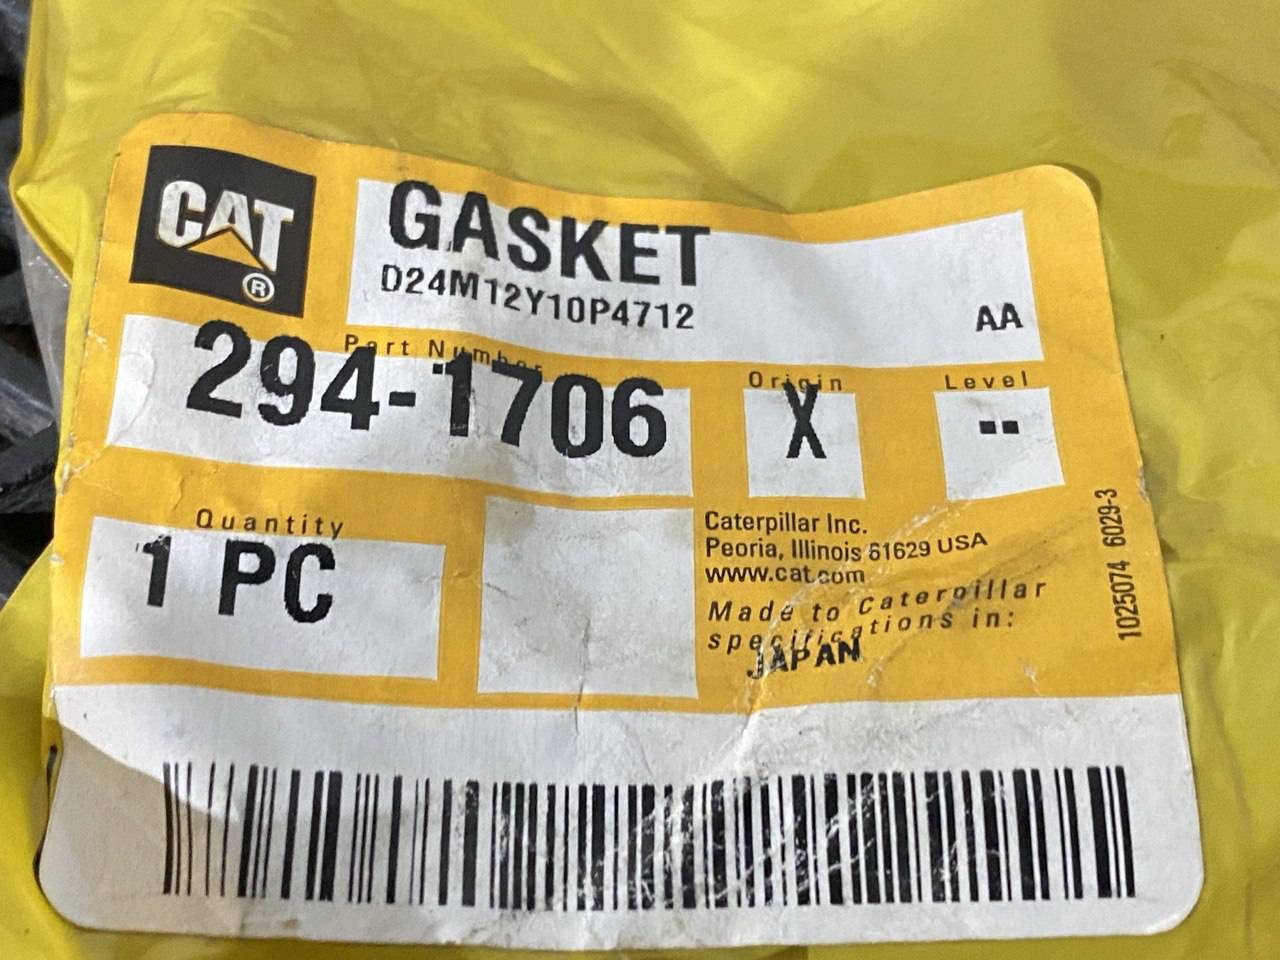 CAT
®
GASKET
D24M12Y10P4712
AA
Part Number
294-1706
Origin
X
Level
--
Quantity
1 PC
Caterpillar Inc.
Peoria, Illinois 61629 USA
www.cat.com
Made to Caterpillar
specifications in:
JAPAN
1025074 6029-3